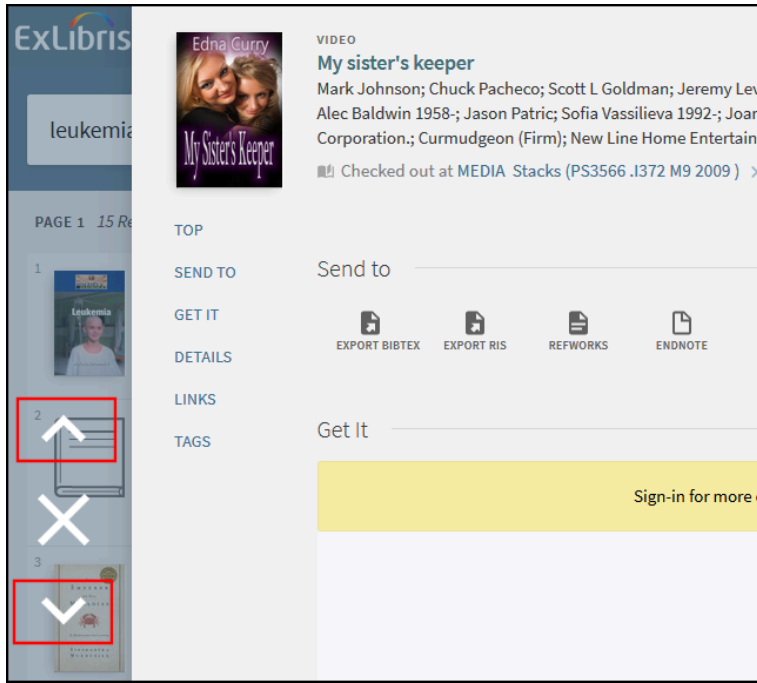 ExLibris
leukemia
PAGE 1 15 Re
1
Leukemia
2
3
Edna Curry
My Sister's Keeper
VIDEO
My sister's keeper
Mark Johnson; Chuck Pacheco; Scott L Goldman; Jeremy Lev
Alec Baldwin 1958-; Jason Patric; Sofia Vassilieva 1992-; Joan
Corporation.; Curmudgeon (Firm); New Line Home Entertain
Checked out at MEDIA Stacks (PS3566 .I372 M9 2009 )
TOP
SEND TO
GET IT
DETAILS
LINKS
TAGS
Send to
EXPORT BIBTEX EXPORT RIS REFWORKS ENDNOTE
Get It
Sign-in for more